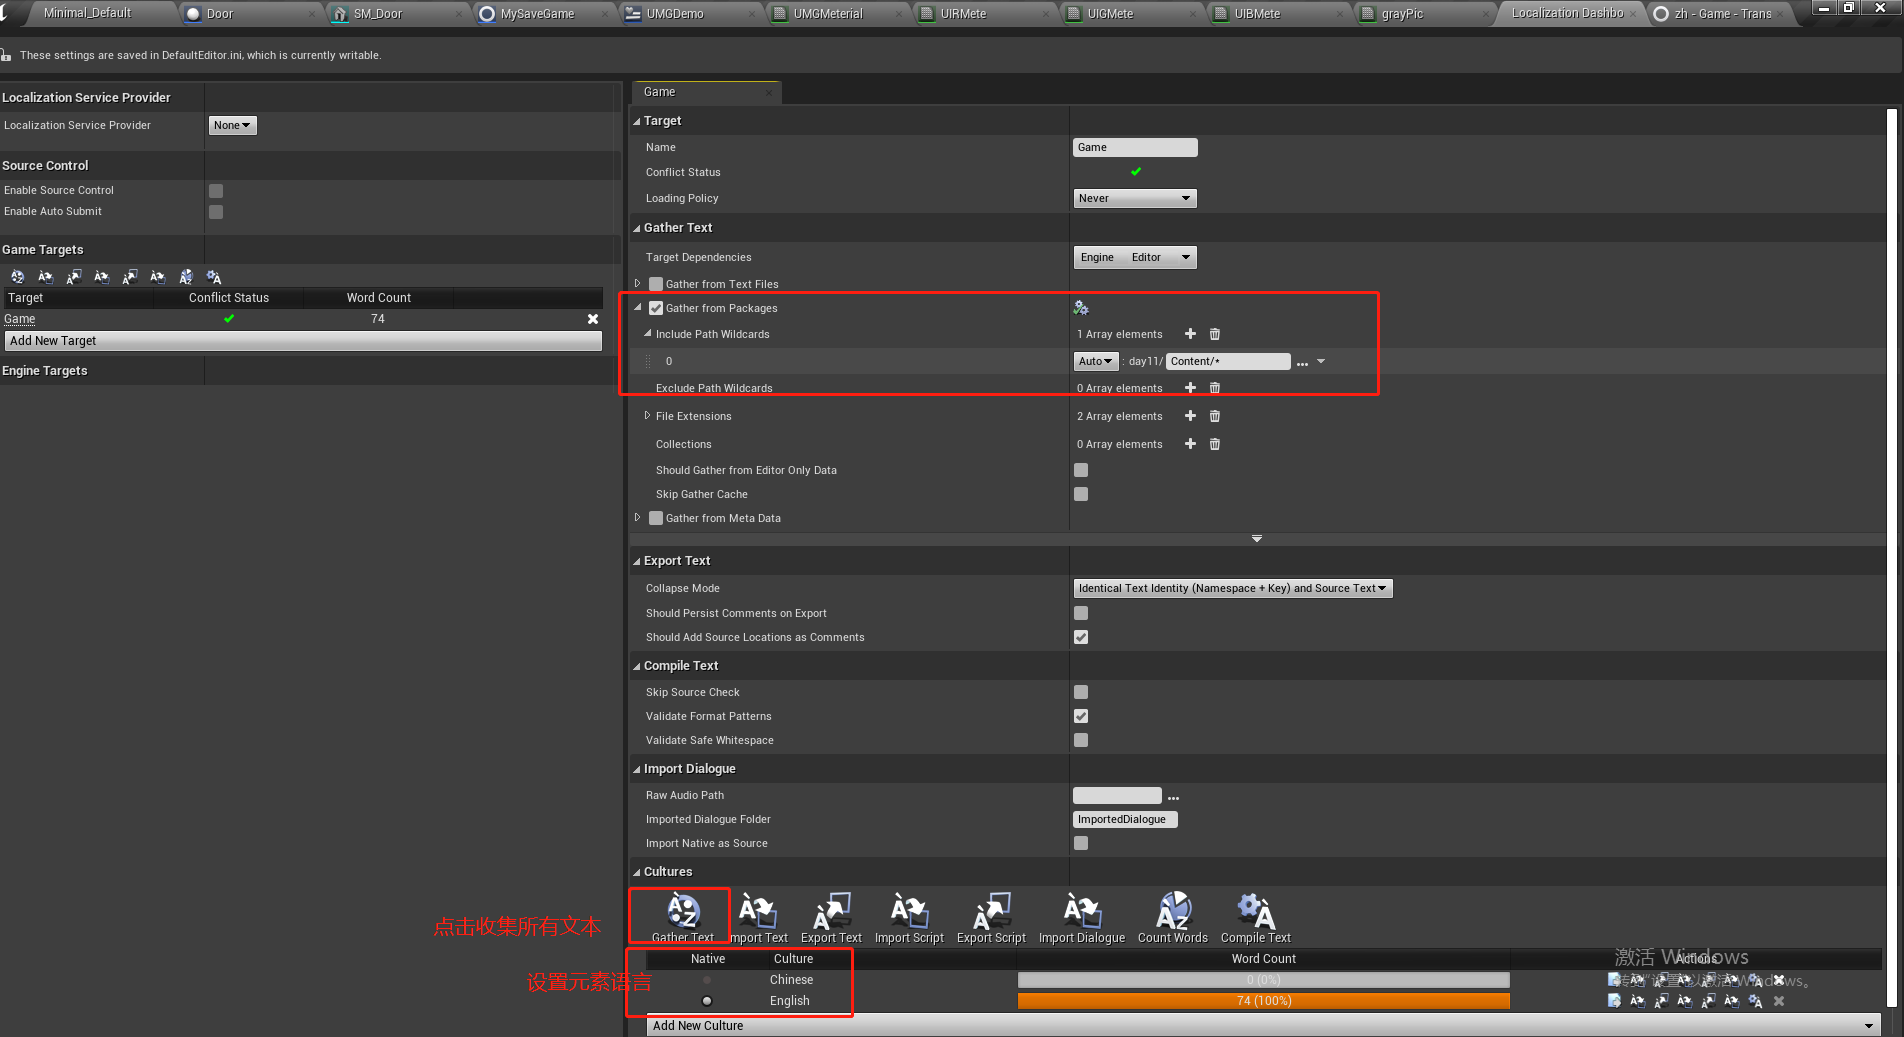 Minimal_Default
Door
SM_Door
MySaveGame
UMGDemo
UMGMeterial
UIRMete
UIGMete
UIBMete
grayPic
Localization Dashbo
zh - Game - Trans
These settings are saved in DefaultEditor.ini, which is currently writable.
Localization Service Provider
Localization Service Provider
None
Source Control
Enable Source Control
Enable Auto Submit
Game Targets
Target Conflict Status Word Count
Game 74
Add New Target
Engine Targets
Game
Target
Name Game
Conflict Status
Loading Policy Never
Gather Text
Target Dependencies Engine Editor
Gather from Text Files
Gather from Packages
Include Path Wildcards 1 Array elements
0 Auto : day11/ Content/* ...
Exclude Path Wildcards 0 Array elements
File Extensions 2 Array elements
Collections 0 Array elements
Should Gather from Editor Only Data
Skip Gather Cache
Gather from Meta Data
Export Text
Collapse Mode Identical Text Identity (Namespace + Key) and Source Text
Should Persist Comments on Export
Should Add Source Locations as Comments
Compile Text
Skip Source Check
Validate Format Patterns
Validate Safe Whitespace
Import Dialogue
Raw Audio Path ...
Imported Dialogue Folder ImportedDialogue
Import Native as Source
Cultures
点击收集所有文本
Gather Text mport Text Export Text Import Script Export Script Import Dialogue Count Words Compile Text
Native Culture Word Count Actions
激活 Windows
设置元素语言
Chinese 0 (0%)
转到"设置"以激活 Windows。
English 74 (100%)
Add New Culture